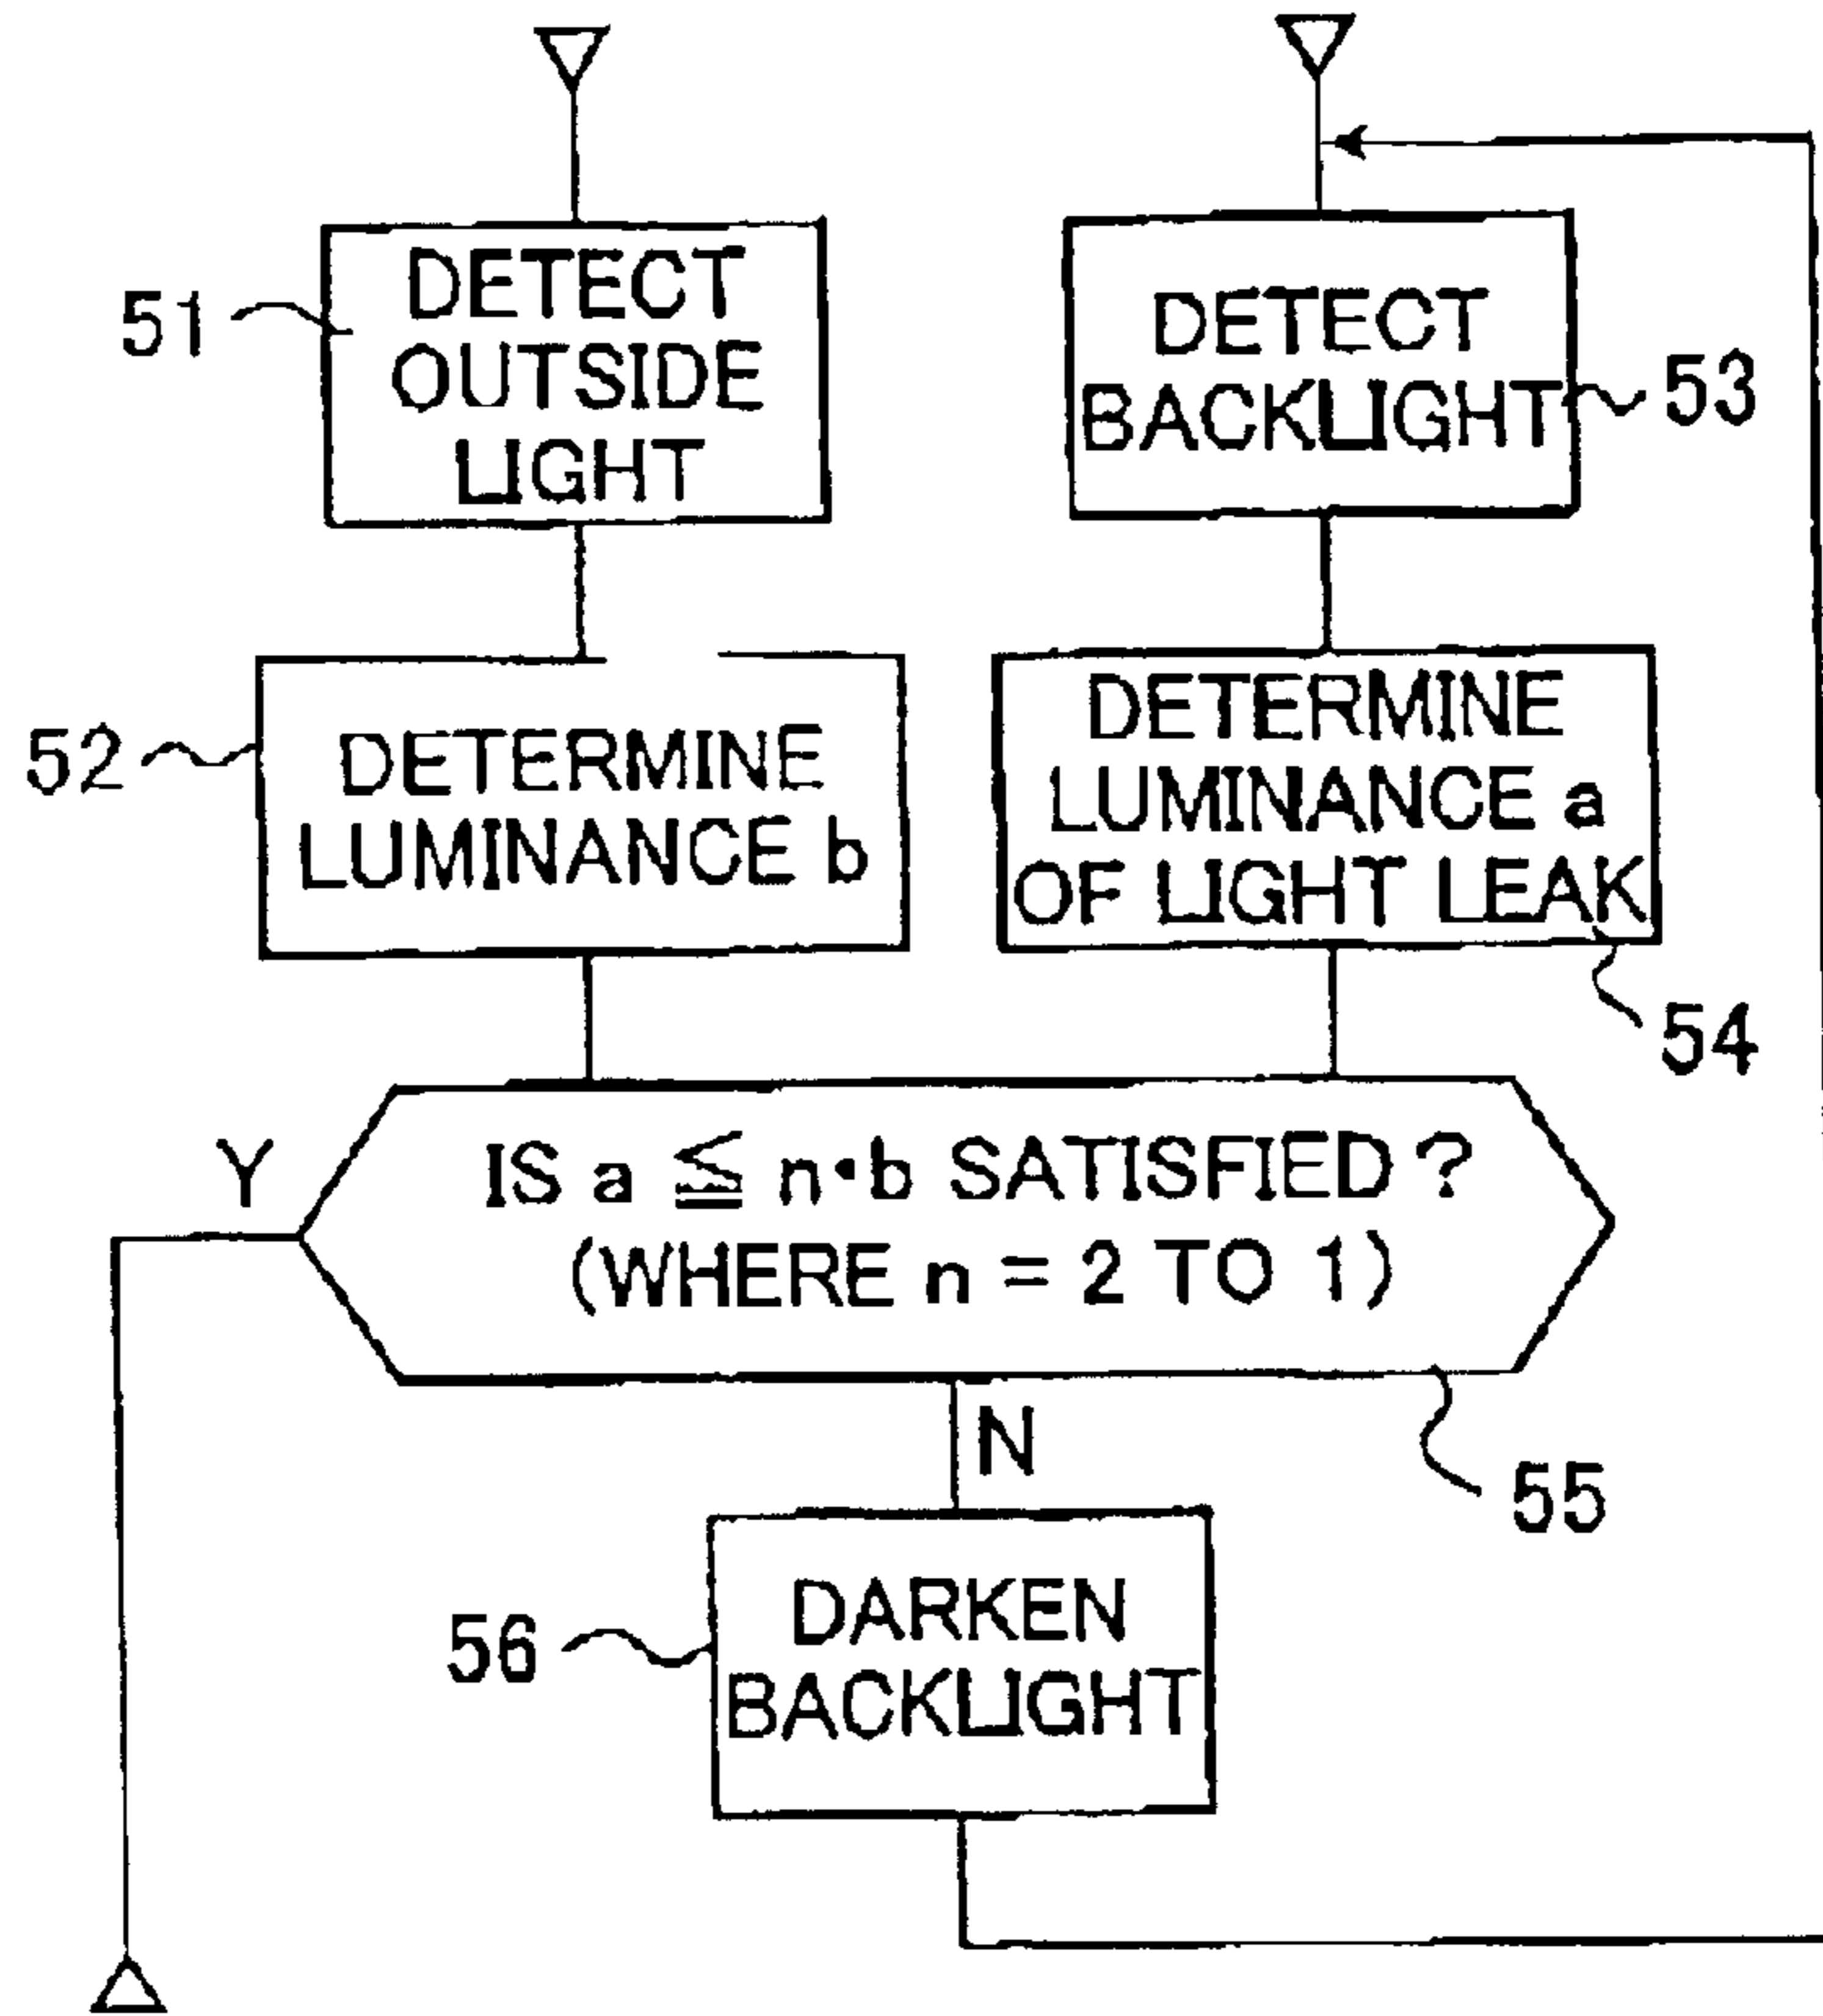 51
DETECT
OUTSIDE
LIGHT
DETECT
BACKLIGHT
53
52
DETERMINE
LUMINANCE b
DETERMINE
LUMINANCE a
OF LIGHT LEAK
54
Y
IS a ≦ n·b SATISFIED ?
(WHERE n = 2 TO 1)
N
55
56
DARKEN
BACKLIGHT